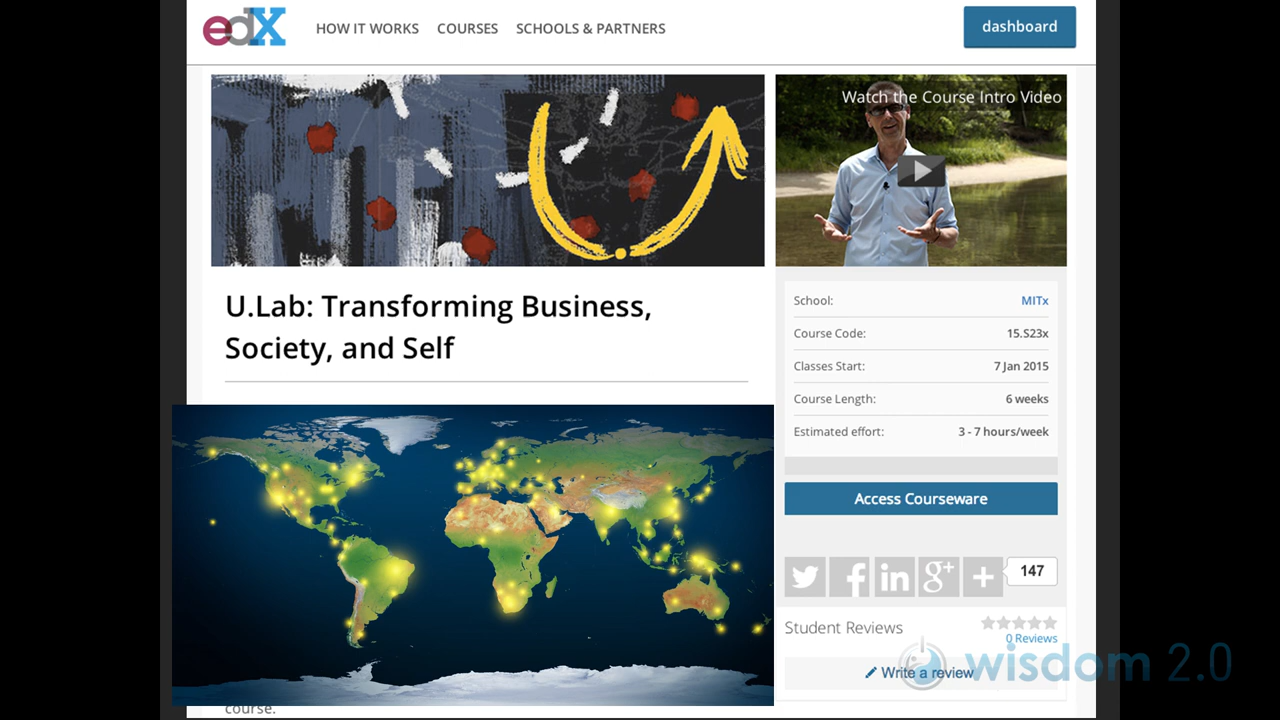 edX
HOW IT WORKS
COURSES
SCHOOLS & PARTNERS
dashboard
Watch the Course Intro Video
U.Lab: Transforming Business,
Society, and Self
School: MITx
Course Code: 15.S23x
Classes Start: 7 Jan 2015
Course Length: 6 weeks
Estimated effort: 3 - 7 hours/week
Access Courseware
147
Student Reviews
0 Reviews
Write a review
wisdom 2.0
course.